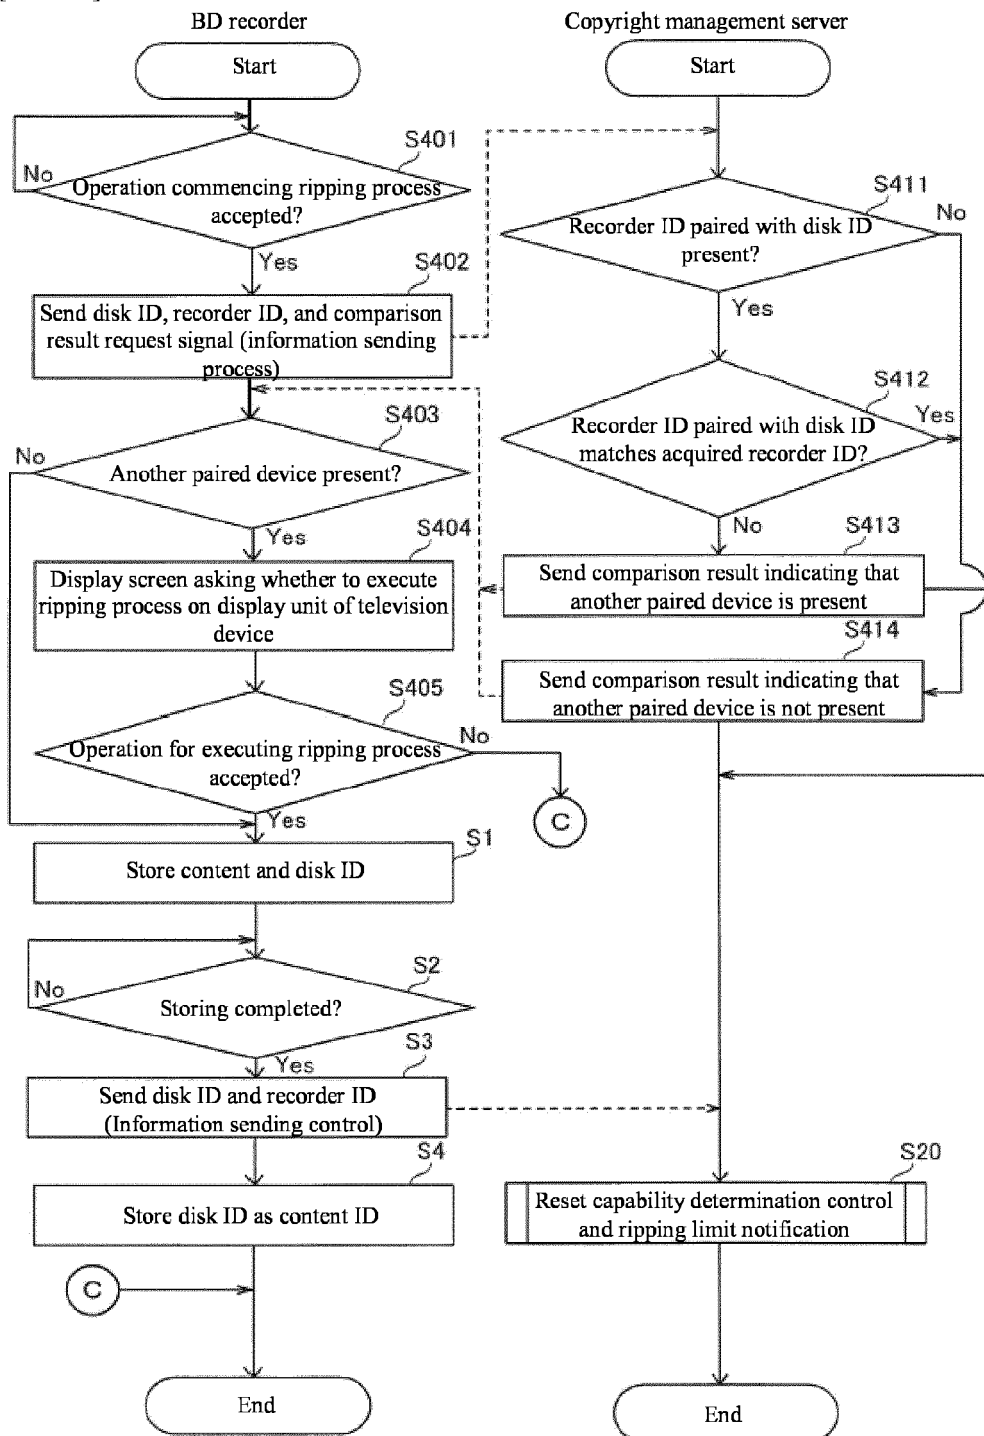 BD recorder
Start
S401
No
Operation commencing ripping process
accepted?
Yes
S402
Send disk ID, recorder ID, and comparison
result request signal (information sending
process)
S403
No
Another paired device present?
Yes
S404
Display screen asking whether to execute
ripping process on display unit of television
device
S405
Operation for executing ripping process
accepted?
No
C
Yes
S1
Store content and disk ID
S2
No
Storing completed?
Yes
S3
Send disk ID and recorder ID
(Information sending control)
S4
Store disk ID as content ID
C
End
Copyright management server
Start
S411
No
Recorder ID paired with disk ID
present?
Yes
S412
Yes
Recorder ID paired with disk ID
matches acquired recorder ID?
No
S413
Send comparison result indicating that
another paired device is present
S414
Send comparison result indicating that
another paired device is not present
S20
Reset capability determination control
and ripping limit notification
End